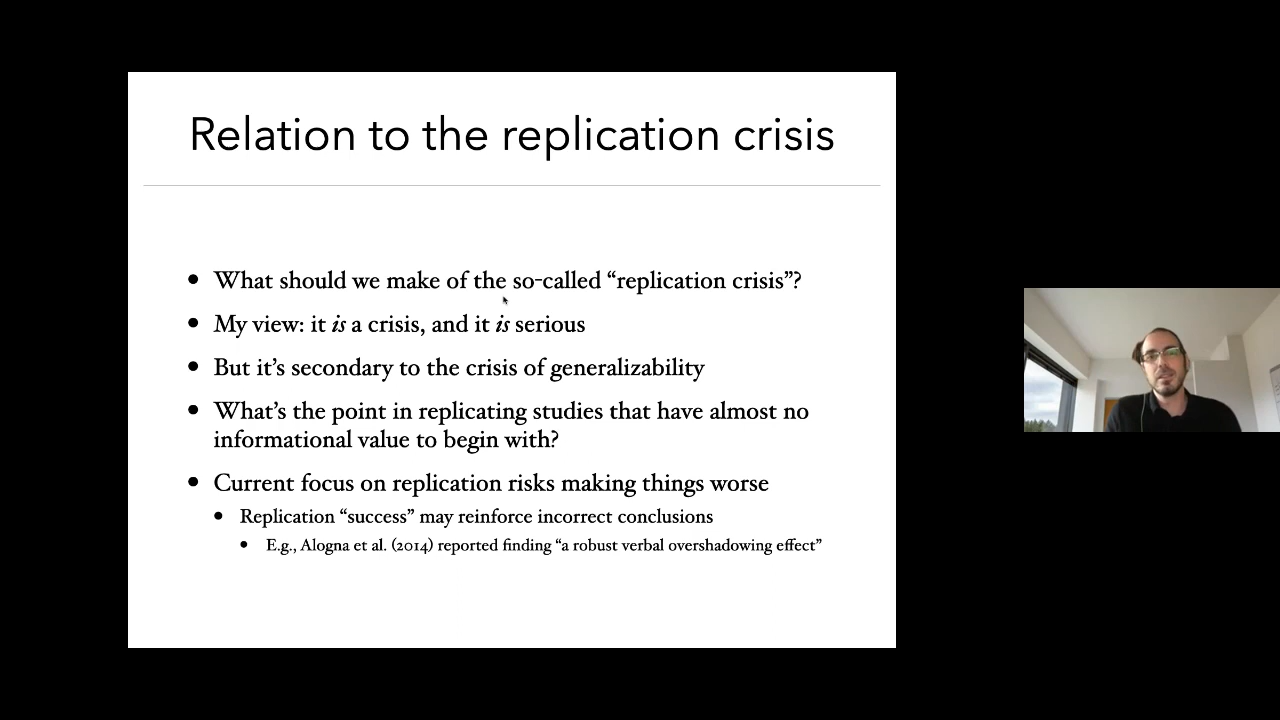 Relation to the replication crisis
• What should we make of the so-called “replication crisis”?
• My view: it is a crisis, and it is serious
• But it’s secondary to the crisis of generalizability
• What’s the point in replicating studies that have almost no
informational value to begin with?
• Current focus on replication risks making things worse
• Replication “success” may reinforce incorrect conclusions
• E.g., Alogna et al. (2014) reported finding “a robust verbal overshadowing effect”